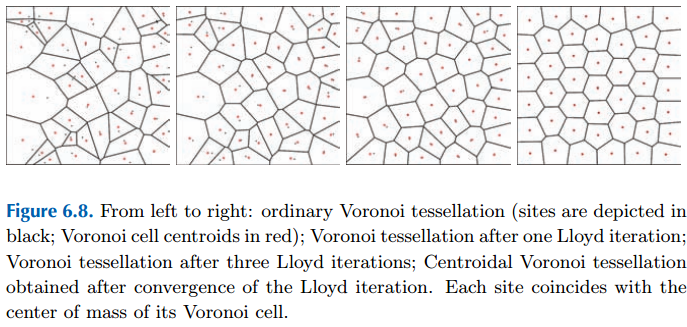 Figure 6.8. From left to right: ordinary Voronoi tessellation (sites are depicted in
black; Voronoi cell centroids in red); Voronoi tessellation after one Lloyd iteration;
Voronoi tessellation after three Lloyd iterations; Centroidal Voronoi tessellation
obtained after convergence of the Lloyd iteration. Each site coincides with the
center of mass of its Voronoi cell.